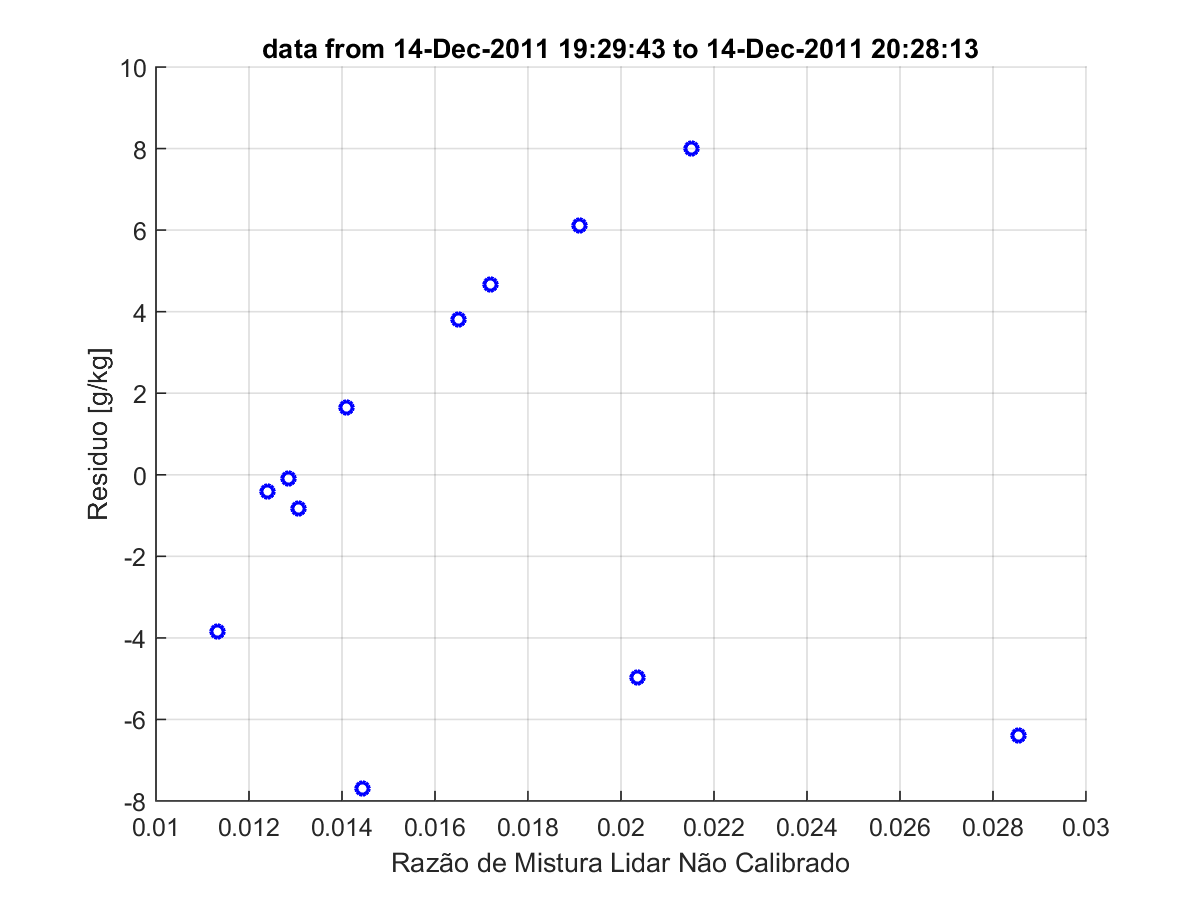 data from 14-Dec-2011 19:29:43 to 14-Dec-2011 20:28:13
10
8
6
4
2
0
-2
-4
-6
-8
Residuo [g/kg]
0.01 0.012 0.014 0.016 0.018 0.02 0.022 0.024 0.026 0.028 0.03
Razão de Mistura Lidar Não Calibrado